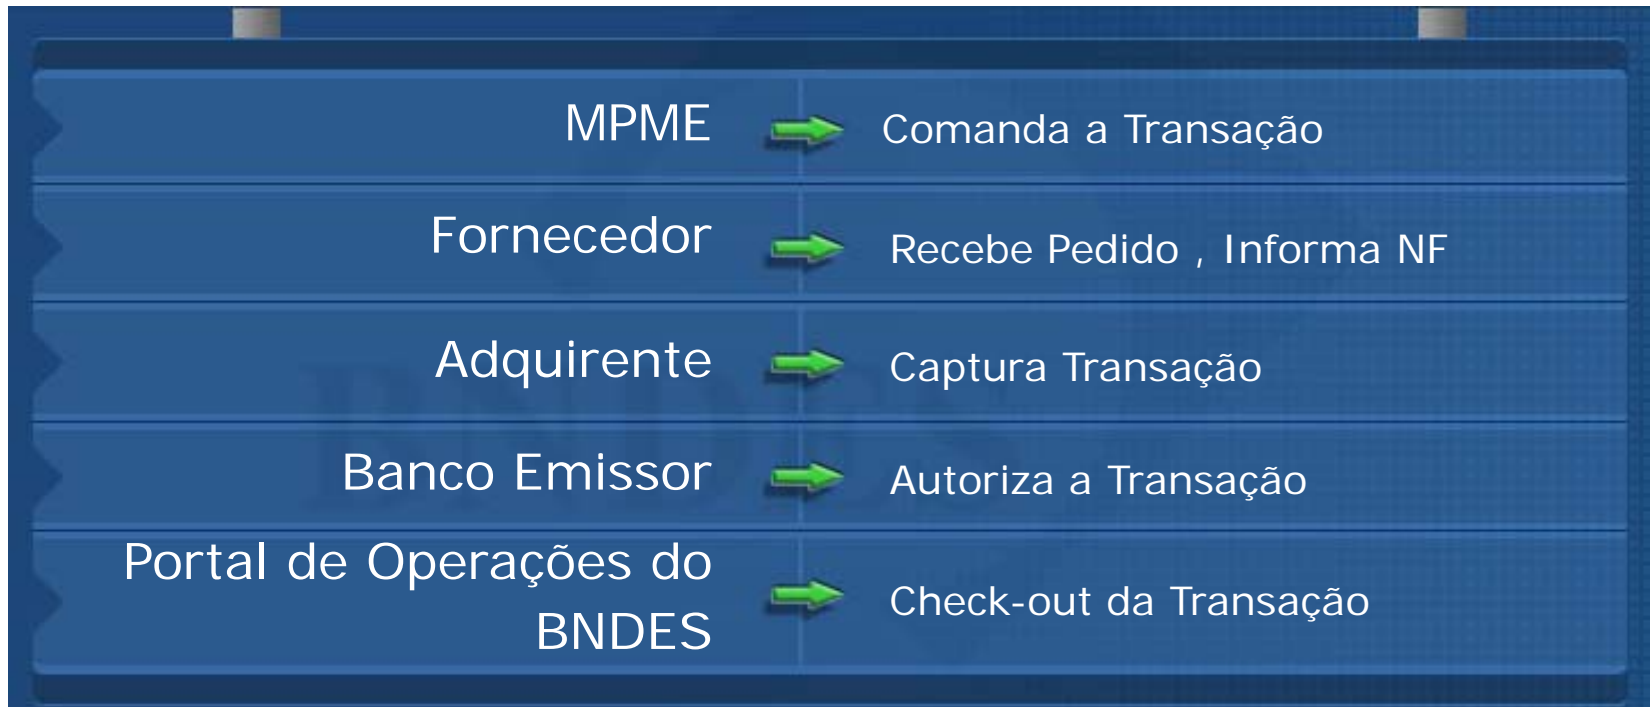 MPME
Comanda a Transação
Fornecedor
Recebe Pedido , Informa NF
Adquirente
Captura Transação
Banco Emissor
Autoriza a Transação
Portal de Operações do
BNDES
Check-out da Transação
BNDES